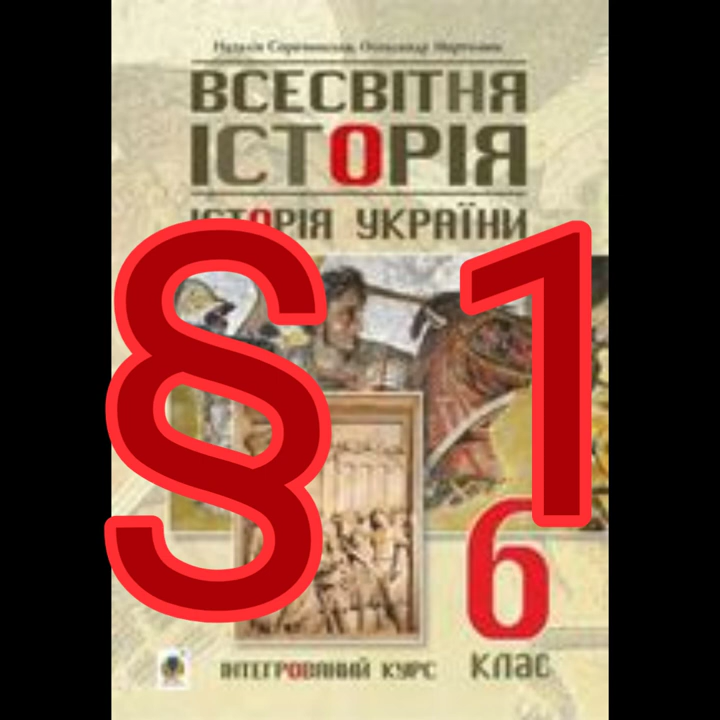 ВСЕСВІТНЯ
ІСТОРІЯ
ІСТОРІЯ УКРАЇНИ
§ 1
6
клас
ІНТЕГРОВАНИЙ КУРС